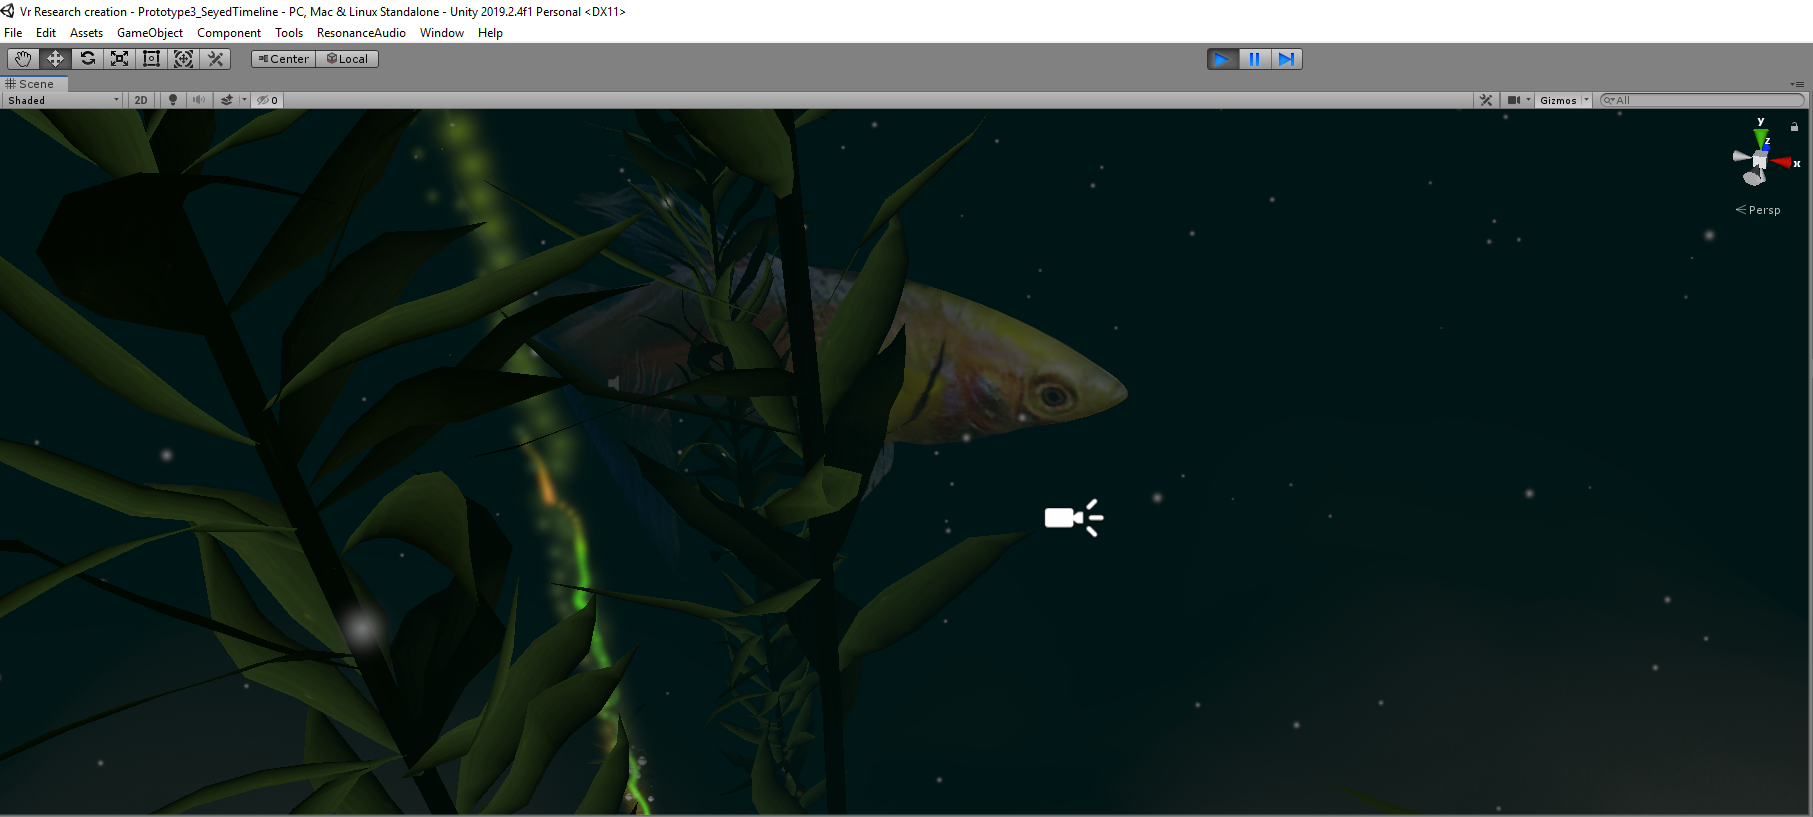 Vr Research creation - Prototype3_SeyedTimeline - PC, Mac & Linux Standalone - Unity 2019.2.4f1 Personal <DX11>
File Edit Assets GameObject Component Tools ResonanceAudio Window Help
Center Local
Scene
Shaded 2D 0 Gizmos All
y
z
x
Persp